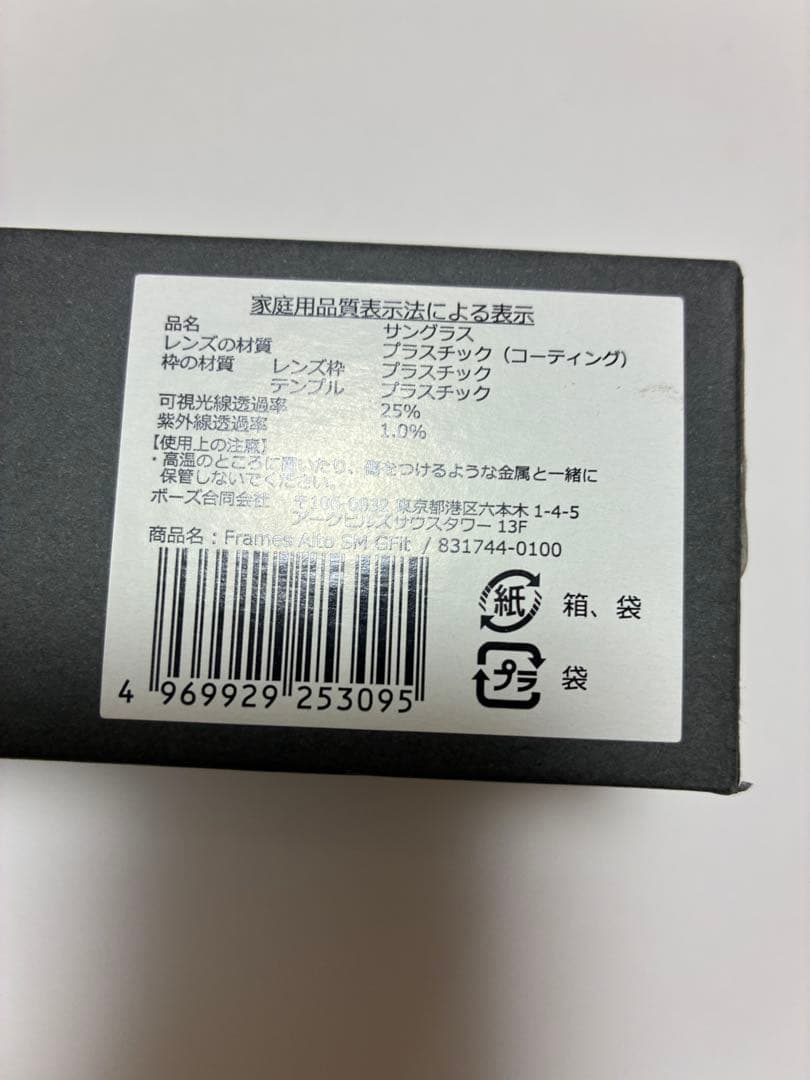 家庭用品質表示法による表示
品名 サングラス
レンズの材質 プラスチック（コーティング）
枠の材質 レンズ枠 プラスチック
テンプル プラスチック
可視光線透過率 25%
紫外線透過率 1.0%
【使用上の注意】
・高温のところに置いたり、傷をつけるような金属と一緒に
保管しないでください。
ボーズ合同会社 〒106-0032 東京都港区六本木 1-4-5
アークヒルズサウスタワー 13F
商品名：Frames Alto SM GFit / 831744-0100
紙 箱、袋
プラ 袋
4 969929 253095